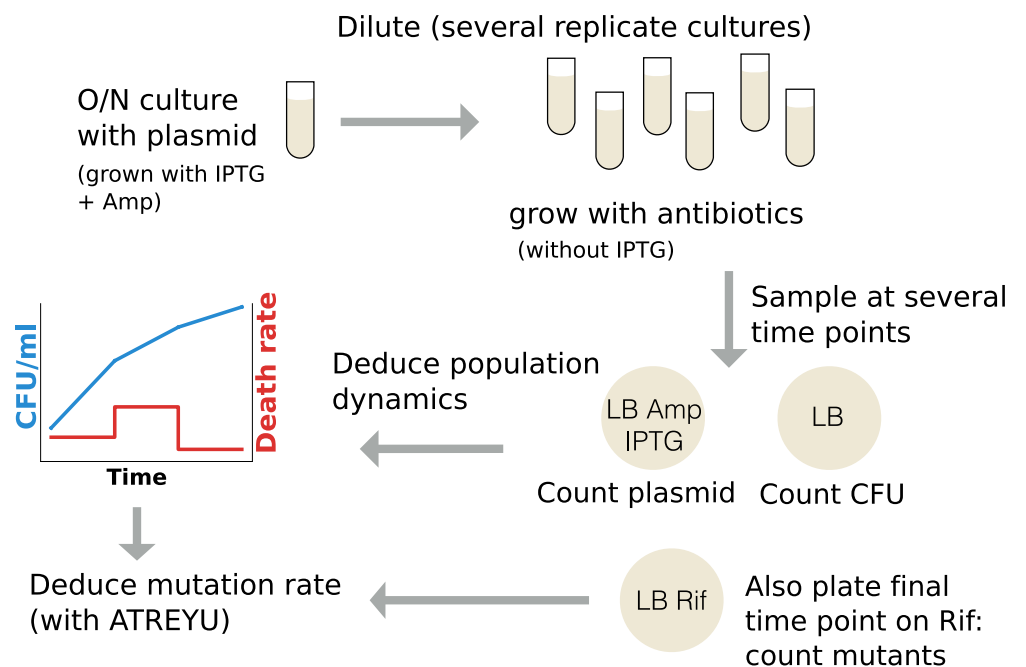 Dilute (several replicate cultures)
O/N culture
with plasmid
(grown with IPTG
+ Amp)
grow with antibiotics
(without IPTG)
Sample at several
time points
LB Amp
IPTG
LB
Count plasmid
Count CFU
Deduce population
dynamics
CFU/ml
Death rate
Time
Deduce mutation rate
(with ATREYU)
LB Rif
Also plate final
time point on Rif:
count mutants